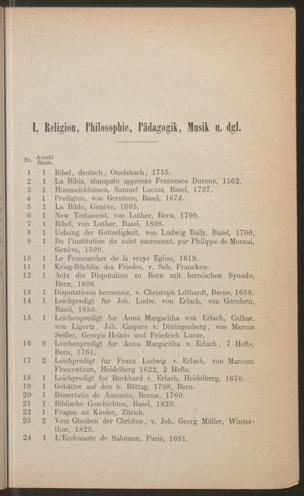 I. Religion, Philosophie, Pädagogik, Musik u. dgl.
Nr. Anzahl Bände.
1 1 Bibel, deutsch, Onolzbach, 1755.
2 1 La Bibia, stampato appresso Francesco Durene, 1562.
3 1 Himmelsblumen, Samuel Lucius, Basel, 1737.
4 1 Predigten, von Gernlern, Basel, 1674.
5 1 La Bible, Genève, 1605.
6 1 New Testament, von Luther, Bern, 1700.
7 1 Bibel, von Luther, Basel, 1808.
8 1 Uebung der Gottseligkeit, von Ludwig Baily, Basel, 1700.
9 1 De l'institution du saint sacrement, par Philippe de Mornai,
Genève, 1599.
10 1 Le Francarcher de la vraye Eglise, 1619.
11 1 Krieg-Büchlin des Friedes, v. Seb. Francken.
12 1 Acta der Disputation zu Bern mit bernischen Synodo,
Bern, 1608.
13 1 Disputationis bernensis, v. Christoph Lüthardt, Berne, 1658.
14 1 Leichpredigt für Joh. Ludw. von Erlach, von Gernlern,
Basel, 1650.
15 1 Leichenpredigt für Anna Margaritha von Erlach, Cathar.
von Ligertz, Joh. Caspars v. Döringenberg, von Marcus
Seiler, Georgis Heinio und Friedrich Lucae.
16 8 Leichenpredigt für Anna Margaritha v. Erlach, 7 Hefte,
Bern, 1761.
17 2 Leichpredigt für Franz Ludwig v. Erlach, von Marcum
Florentium, Heidelberg 1622, 2 Hefte.
18 1 Leichpredigt für Burkhard v. Erlach, Heidelberg, 1670.
19 1 Gebätter auf den h. Bättag, 1798, Bern.
20 1 Dissertatio de Amianto, Bernæ, 1760.
21 1 Biblische Geschichten, Basel, 1829.
22 1 Fragen an Kinder, Zürich.
23 2 Vom Glauben der Christen, v. Joh. Georg Müller, Winter-
thur, 1823.
24 1 L'Ecclesiaste de Salomon, Paris, 1681.